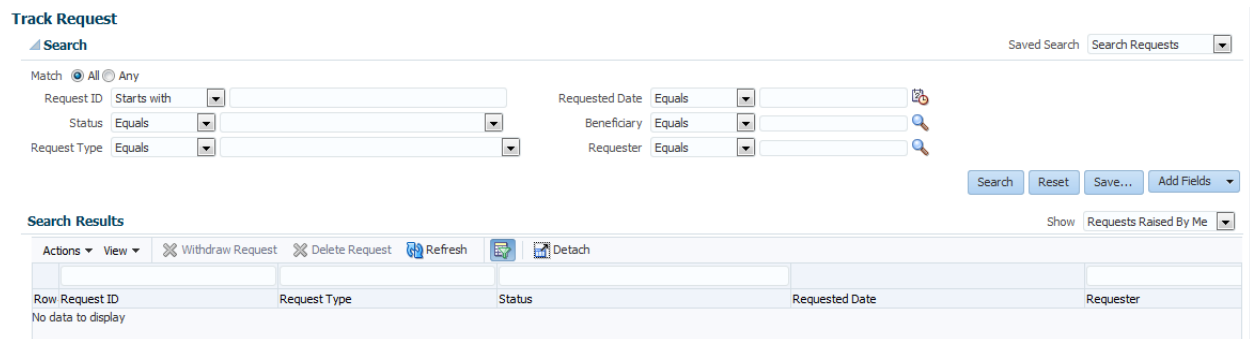 Track Request
Search Saved Search Search Requests
Match All Any
Request ID Starts with Requested Date Equals
Status Equals Beneficiary Equals
Request Type Equals Requester Equals
Search Reset Save... Add Fields
Search Results Show Requests Raised By Me
Actions View Withdraw Request Delete Request Refresh Detach
Row Request ID Request Type Status Requested Date Requester
No data to display